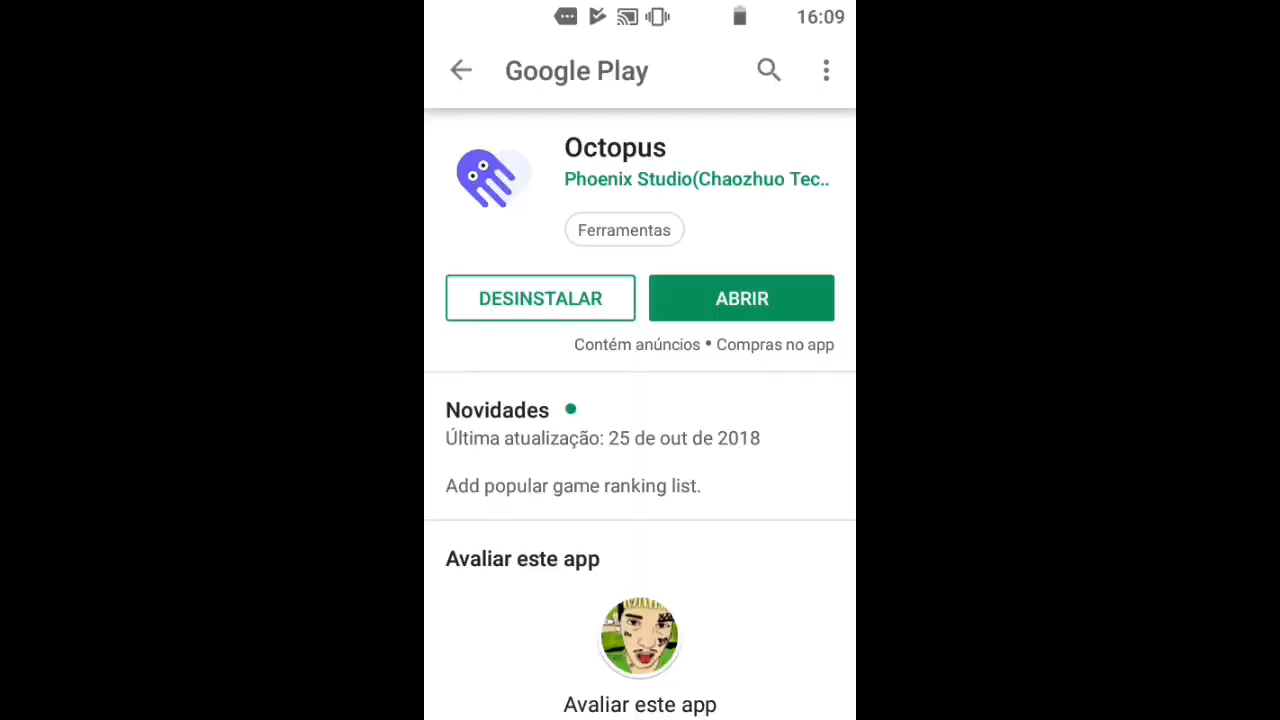 16:09
Google Play
Octopus
Phoenix Studio(Chaozhuo Tec..
Ferramentas
DESINSTALAR
ABRIR
Contém anúncios • Compras no app
Novidades
Última atualização: 25 de out de 2018
Add popular game ranking list.
Avaliar este app
Avaliar este app